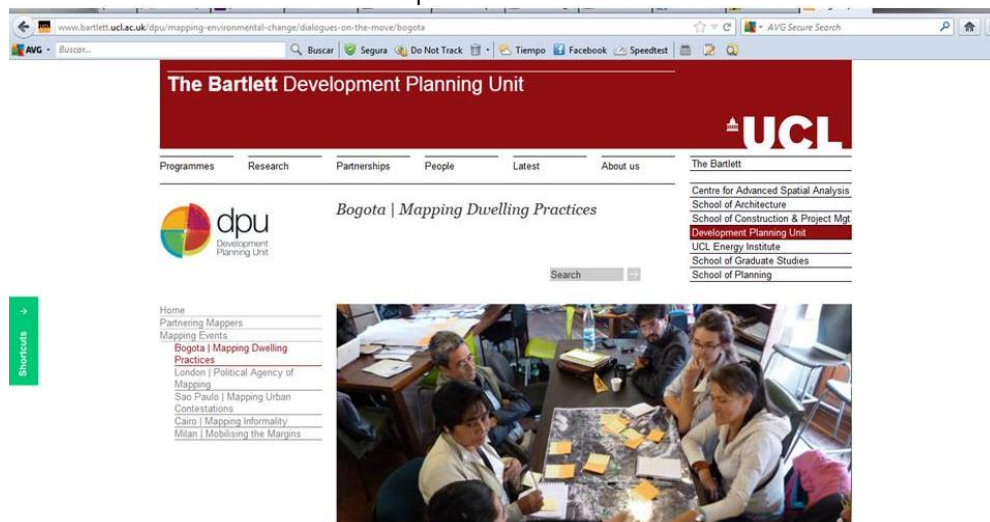 www.bartlett.ucl.ac.uk/dpu/mapping-environmental-change/dialogues-on-the-move/bogota
AVG Secure Search
AVG
Buscar...
Buscar
Segura
Do Not Track
Tiempo
Facebook
Speedtest
The Bartlett Development Planning Unit
UCL
Programmes
Research
Partnerships
People
Latest
About us
The Bartlett
Centre for Advanced Spatial Analysis
School of Architecture
School of Construction & Project Mgt
Development Planning Unit
UCL Energy Institute
School of Graduate Studies
School of Planning
dpu
Development
Planning Unit
Bogota | Mapping Dwelling Practices
Search
Shortcuts
Home
Partnering Mappers
Mapping Events
Bogota | Mapping Dwelling
Practices
London | Political Agency of
Mapping
Sao Paulo | Mapping Urban
Contestations
Cairo | Mapping Informality
Milan | Mobilising the Margins